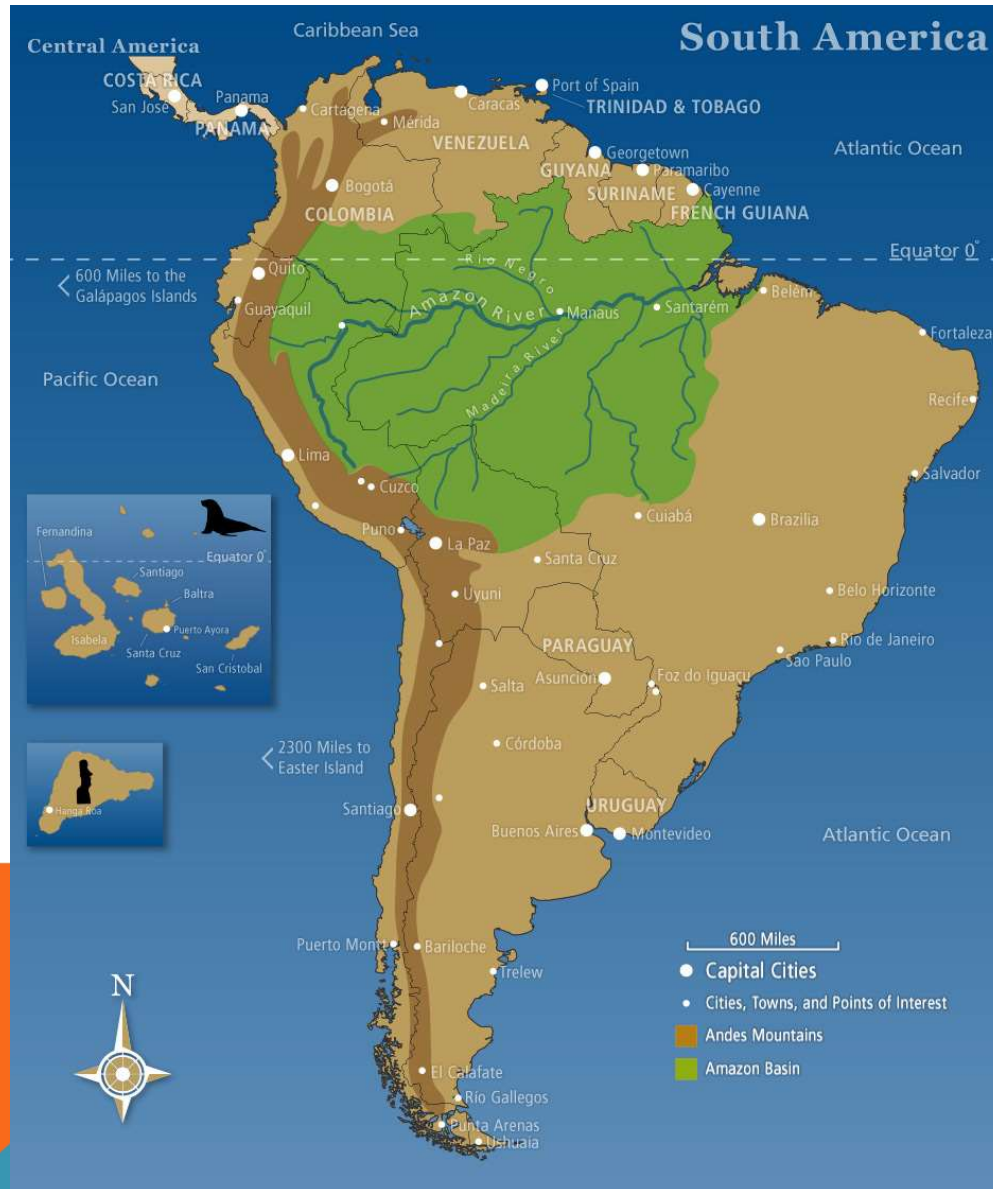 South America
Central America
Caribbean Sea
COSTA RICA
San José
Panama
PANAMA
Cartagena
Caracas
Port of Spain
TRINIDAD & TOBAGO
Mérida
VENEZUELA
Atlantic Ocean
Georgetown
GUYANA
Paramaribo
SURINAME
Cayenne
FRENCH GUIANA
Bogotá
COLOMBIA
Equator 0°
600 Miles to the
Galápagos Islands
Quito
Rio Negro
Guayaquil
Amazon River
Manaus
Santarém
Belém
Madeira River
Fortaleza
Pacific Ocean
Recife
Lima
Salvador
Cuzco
Puno
La Paz
Cuiabá
Brazilia
Santa Cruz
Uyuni
Belo Horizonte
Fernandina
Equator 0°
Santiago
Baltra
Isabela
Puerto Ayora
Santa Cruz
San Cristobal
PARAGUAY
Asunción
Foz do Iguaçu
Rio de Janeiro
Sao Paulo
Salta
Córdoba
2300 Miles to
Easter Island
Hanga Roa
Santiago
URUGUAY
Buenos Aires
Montevideo
Atlantic Ocean
Puerto Montt
Bariloche
Trelew
600 Miles
Capital Cities
Cities, Towns, and Points of Interest
Andes Mountains
Amazon Basin
N
El Calafate
Río Gallegos
Punta Arenas
Ushuaia